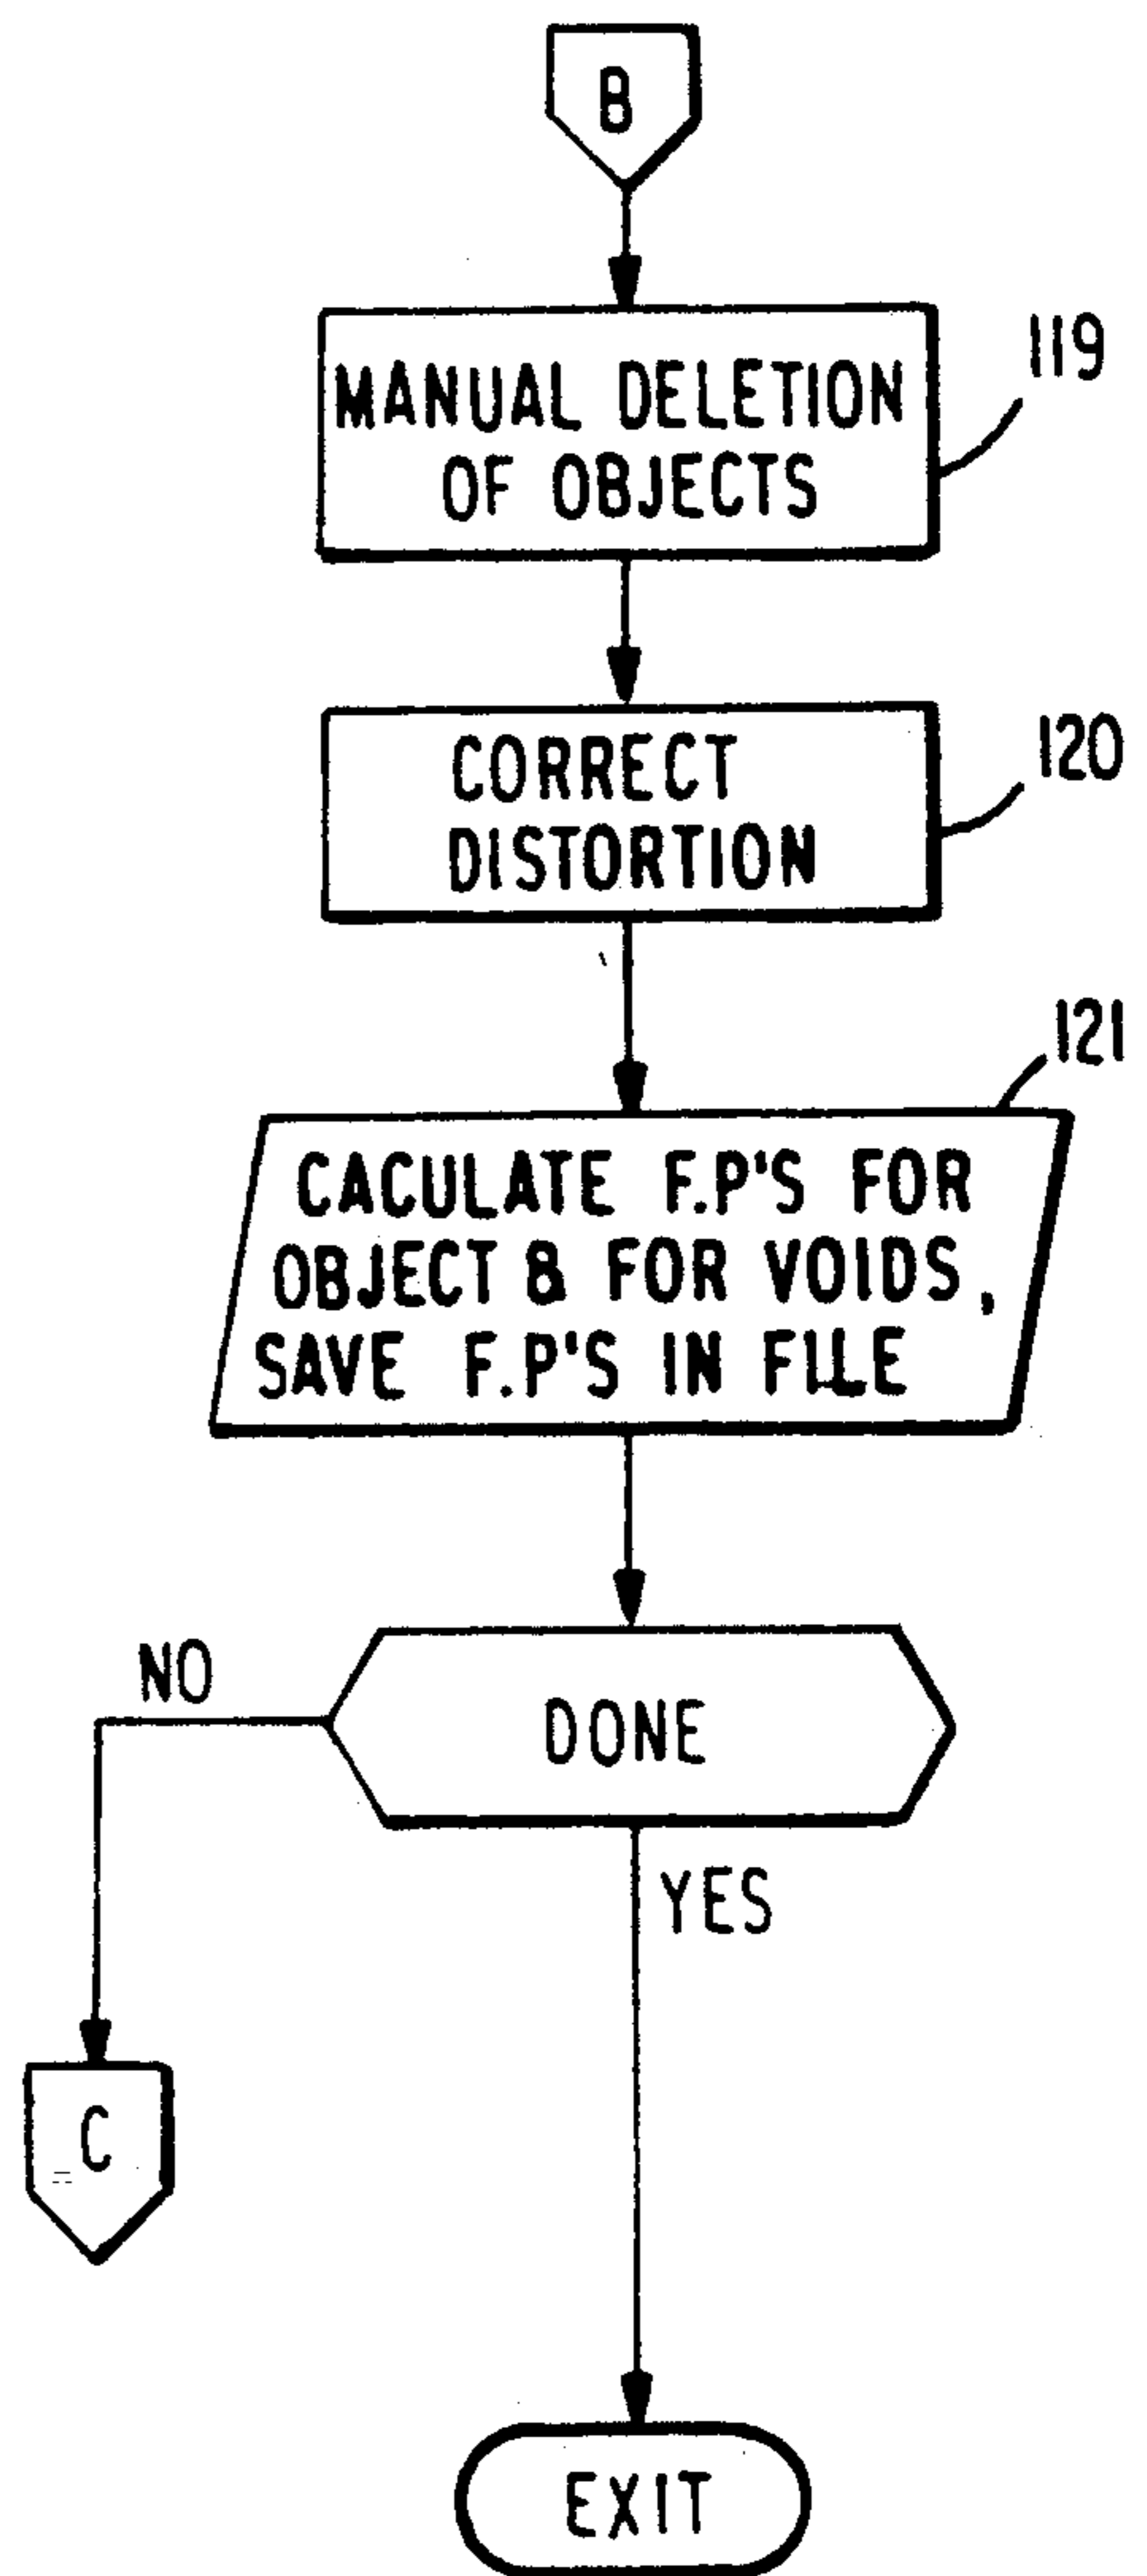 B
MANUAL DELETION
OF OBJECTS
119
CORRECT
DISTORTION
120
121
CACULATE F.P'S FOR
OBJECT & FOR VOIDS,
SAVE F.P'S IN FILE
NO
DONE
YES
C
EXIT